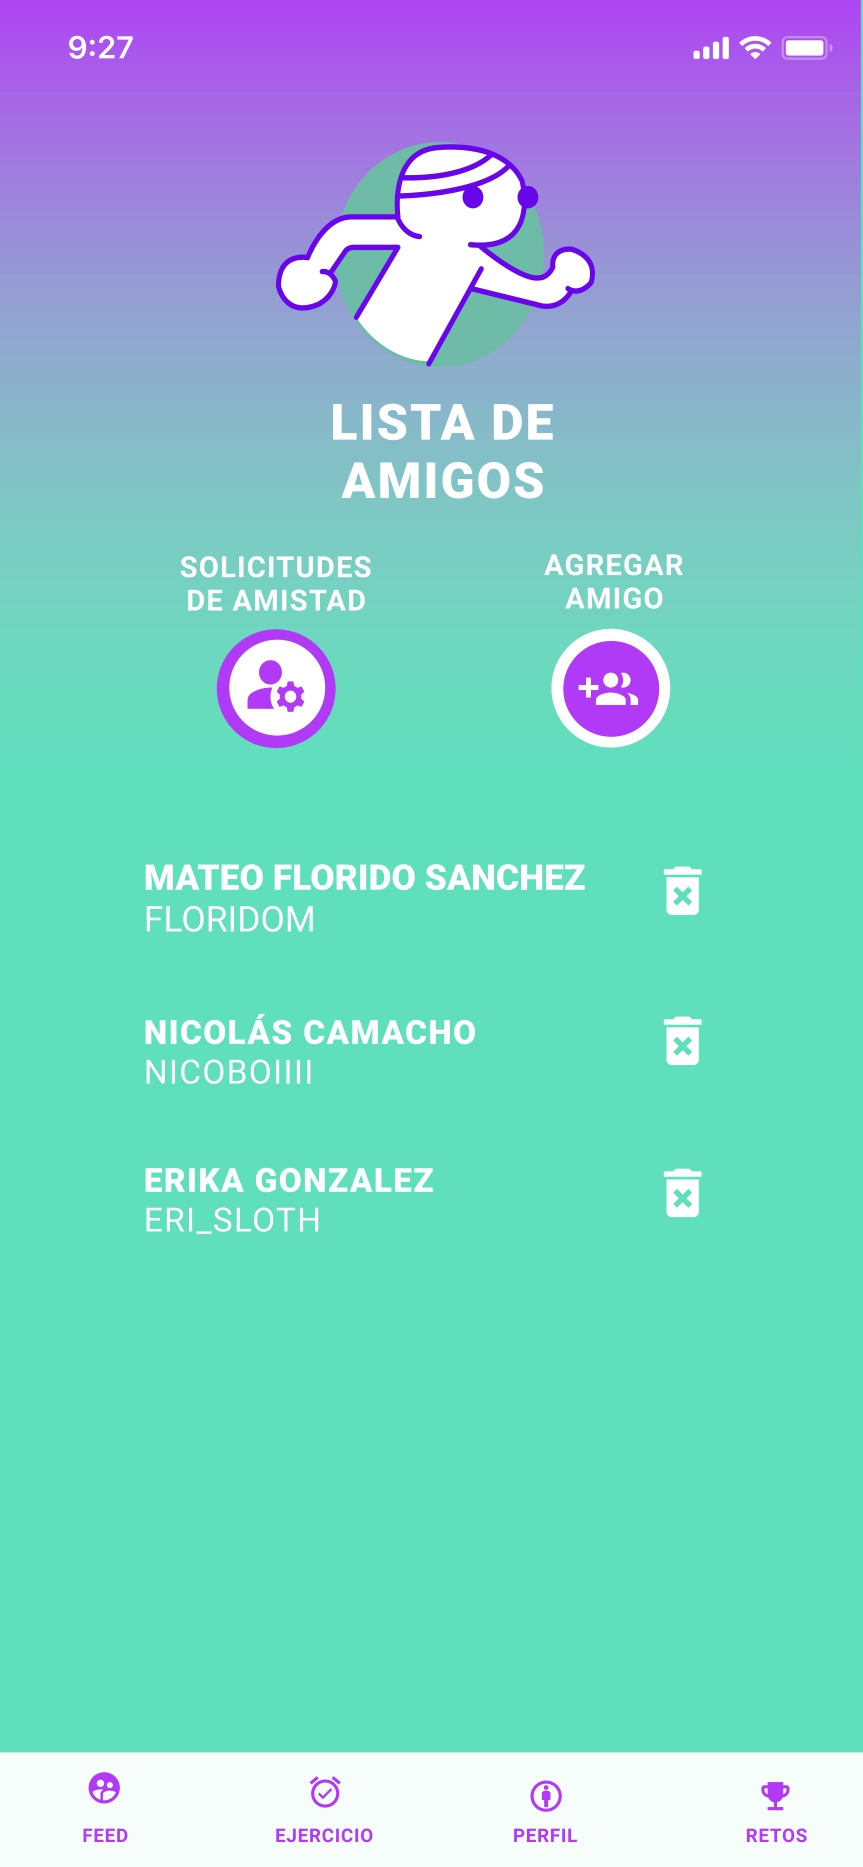 9:27
LISTA DE
AMIGOS
SOLICITUDES
DE AMISTAD
AGREGAR
AMIGO
MATEO FLORIDO SANCHEZ
FLORIDOM
NICOLÁS CAMACHO
NICOBOIIII
ERIKA GONZALEZ
ERI_SLOTH
FEED
EJERCICIO
PERFIL
RETOS